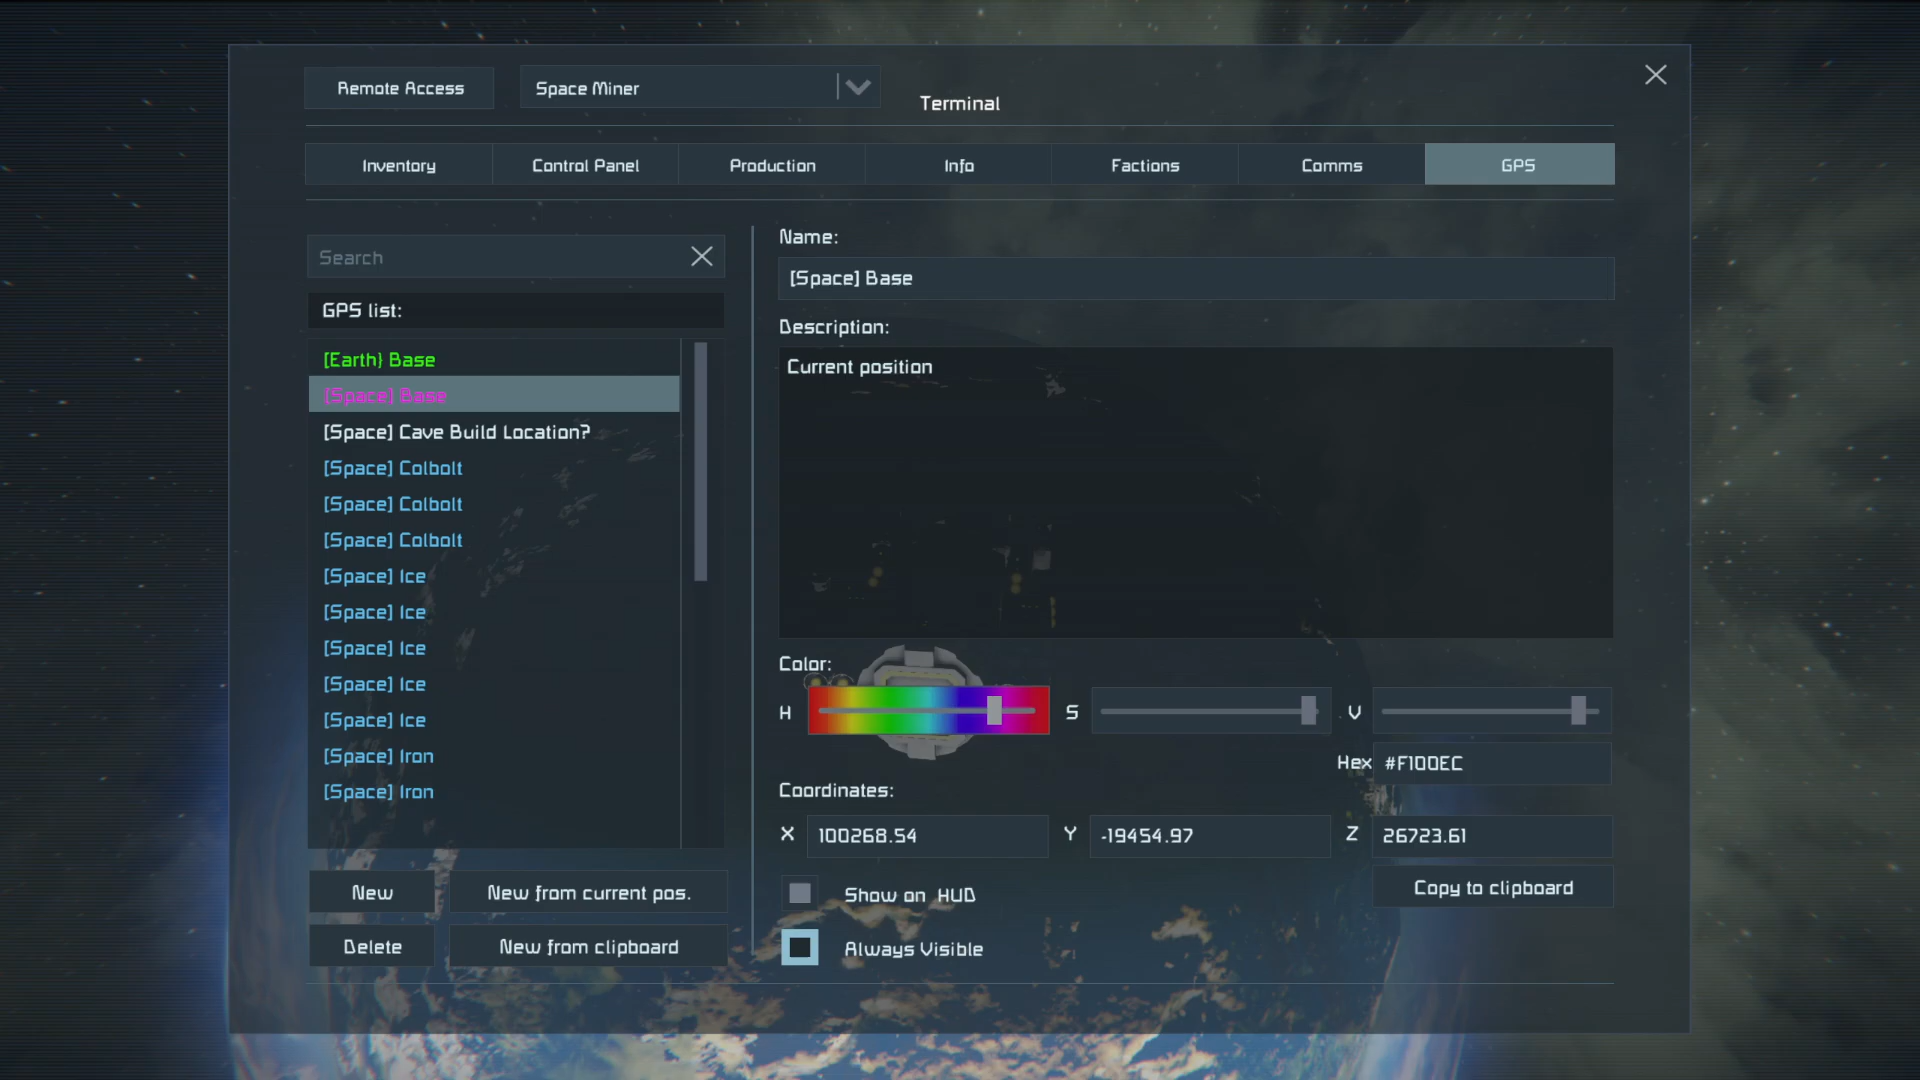 Remote Access
Space Miner
Terminal
Inventory
Control Panel
Production
Info
Factions
Comms
GPS
Search
GPS list:
[Earth} Base
[Space] Base
[Space] Cave Build Location?
[Space] Colbolt
[Space] Colbolt
[Space] Colbolt
[Space] Ice
[Space] Ice
[Space] Ice
[Space] Ice
[Space] Ice
[Space] Iron
[Space] Iron
New
New from current pos.
Delete
New from clipboard
Name:
[Space] Base
Description:
Current position
Color:
H
S
V
Hex #F100EC
Coordinates:
X 100268.54
Y -19454.97
Z 26723.61
Show on HUD
Copy to clipboard
Always Visible